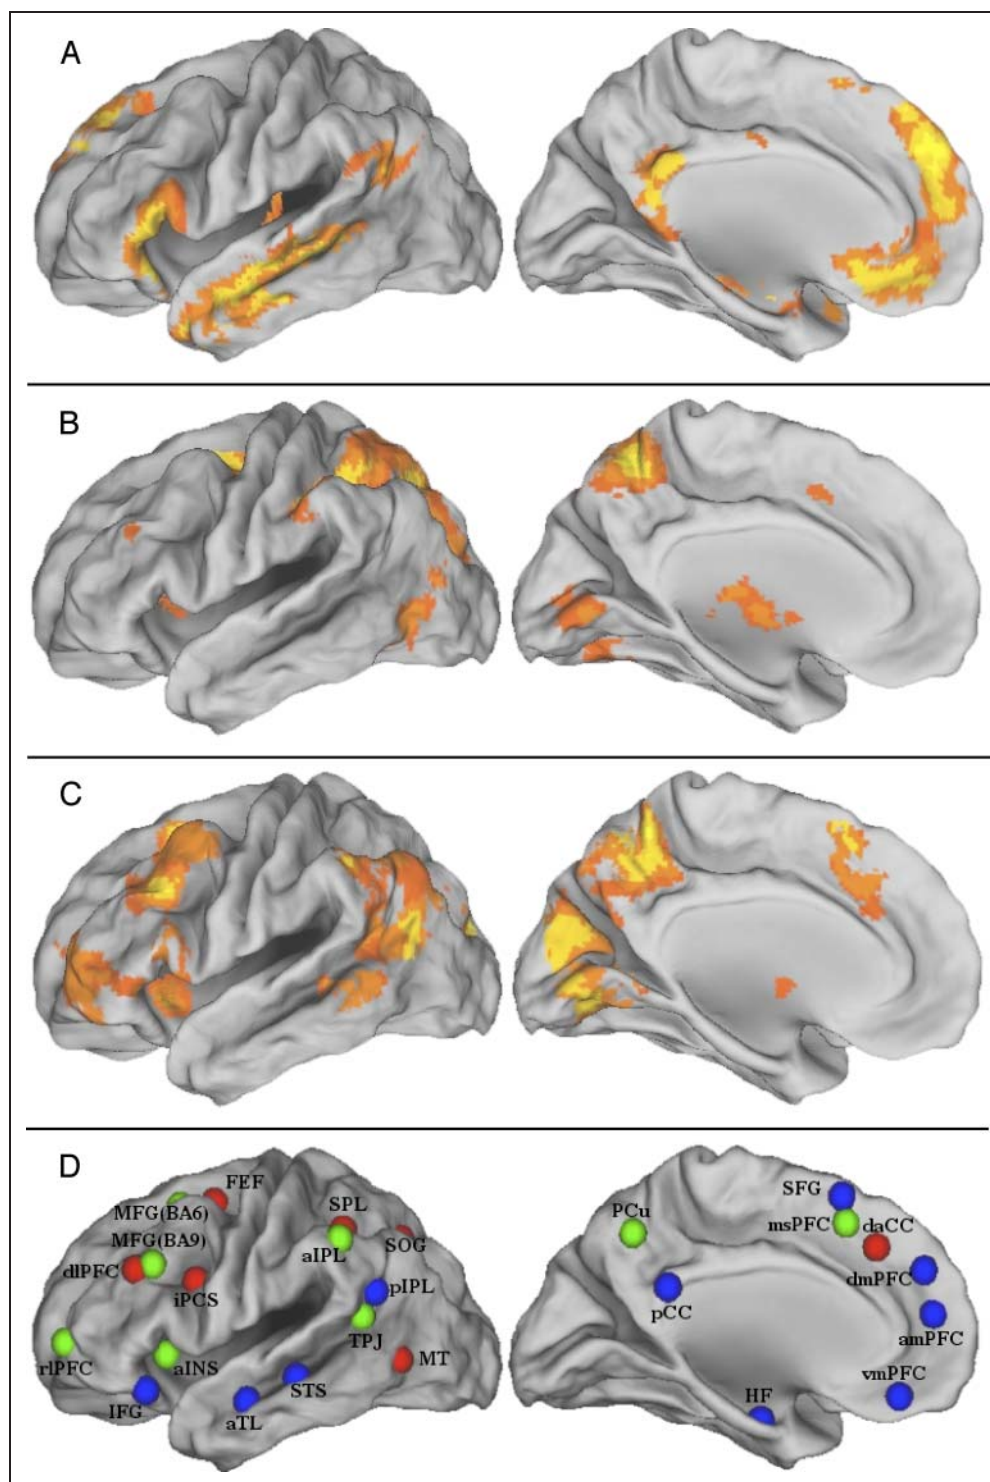 A
B
C
D
FEF
MFG(BA6)
MFG(BA9)
dlPFC
iPCS
SPL
aIPL
SOG
pIPL
TPJ
MT
rlPFC
aINS
IFG
STS
aTL
SFG
PCu
msPFC
daCC
dmPFC
pCC
amPFC
vmPFC
HF